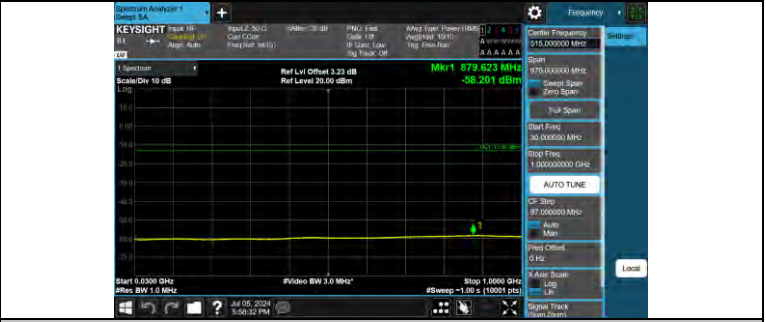 Spectrum Analyzer 1
Swept SA
Frequency
KEYSIGHT Input: RF
Input Z: 50 Ω
#Atten: 30 dB
PNO: Fast
Avg Type: Power (RMS)
Align: Auto
Corr CCorr
Freq Ref: Int (S)
Gate: Off
IF Gain: Low
Sig Track: Off
Avg|Hold: 10/10
Trig: Free Run
A A A A A A
Center Frequency
515.000000 MHz
Settings
Span
970.000000 MHz
Swept Span
Zero Span
Full Span
Start Freq
30.000000 MHz
Stop Freq
1.000000000 GHz
AUTO TUNE
CF Step
97.000000 MHz
Auto
Man
Freq Offset
0 Hz
X Axis Scale
Log
Lin
Signal Track
(Span Zoom)
Local
1 Spectrum
Scale/Div 10 dB
Log
Ref Lvl Offset 3.23 dB
Ref Level 20.00 dBm
Mkr1 879.623 MHz
-58.201 dBm
1
Start 0.0300 GHz
#Res BW 1.0 MHz
#Video BW 3.0 MHz*
Stop 1.0000 GHz
#Sweep ~1.00 s (10001 pts)
Jul 05, 2024
5:58:32 PM